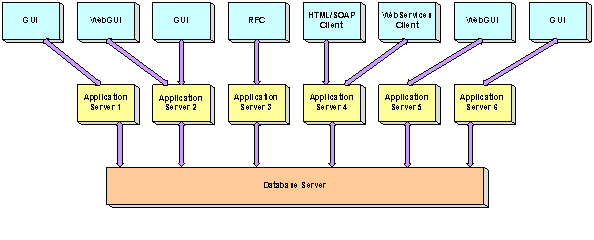 GUI
WebGUI
GUI
RFC
HTML/SOAP
Client
WebServices
Client
WebGUI
GUI
Application
Server 1
Application
Server 2
Application
Server 3
Application
Server 4
Application
Server 5
Application
Server 6
Database Server